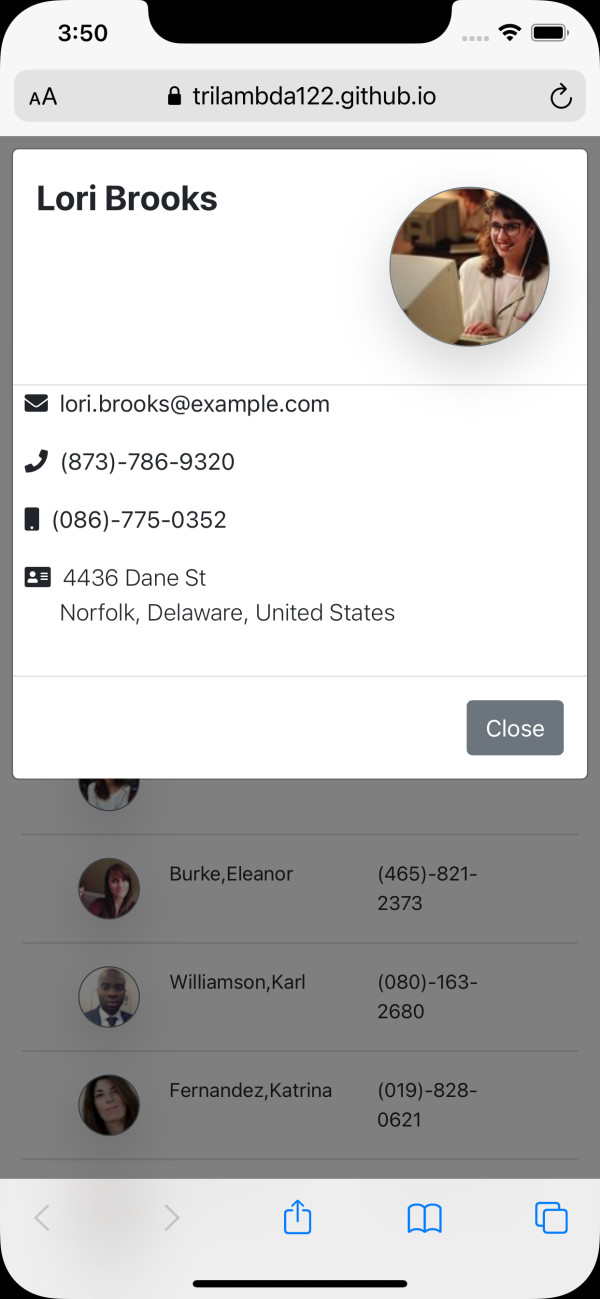 3:50
AA trilambda122.github.io
Lori Brooks
lori.brooks@example.com
(873)-786-9320
(086)-775-0352
4436 Dane St
Norfolk, Delaware, United States
Close
Burke,Eleanor (465)-821-
2373
Williamson,Karl (080)-163-
2680
Fernandez,Katrina (019)-828-
0621